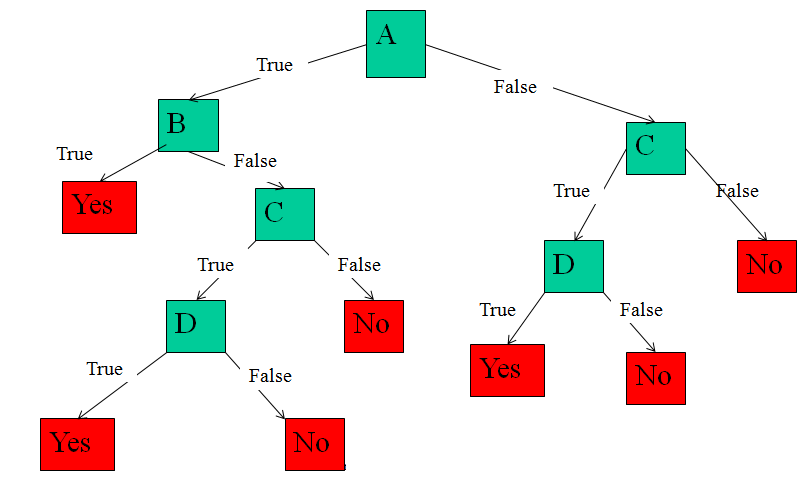 A
True
False
B
C
True
False
Yes
C
True
False
True
False
D
No
D
No
True
False
True
False
Yes
No
Yes
No